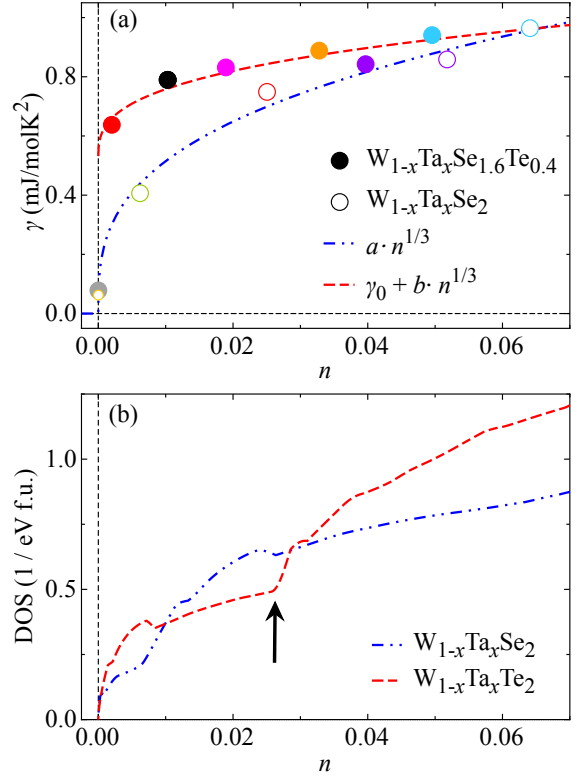 (a)
γ (mJ/molK²)
0.8
0.4
0.0
W₁₋ₓTaₓSe₁.₆Te₀.₄
W₁₋ₓTaₓSe₂
a· n^1/3
γ₀ + b· n^1/3
0.00 0.02 0.04 0.06
n
(b)
DOS (1 / eV f.u.)
1.0
0.5
0.0
W₁₋ₓTaₓSe₂
W₁₋ₓTaₓTe₂
0.00 0.02 0.04 0.06
n